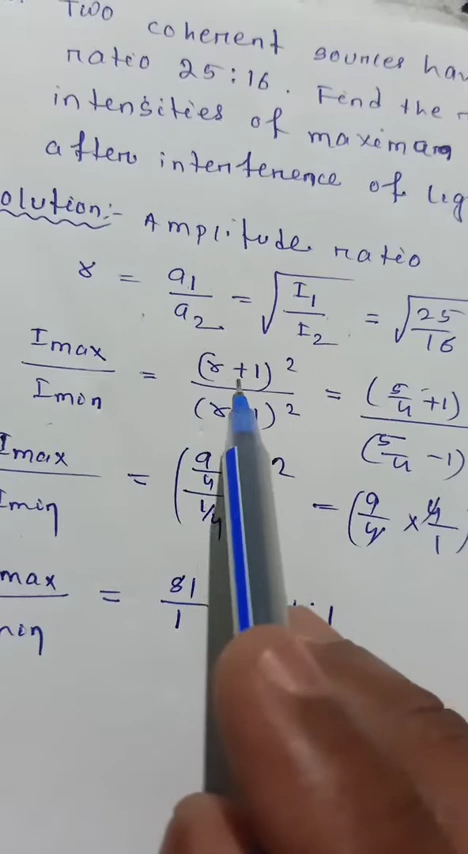 Two coherent sources hav
ratio 25:16. Find the
intensities of maximam
after interference of lig
olution:- Amplitude ratio
r = a₁/a₂ = √(I₁/I₂) = √(25/16)
Imax/Imin = (r+1)²/(r-1)² = (5/4+1)/(5/4-1)
Imax/Imin = ((9/4)/(1/4))² = (9/4 × 4/1)
max/min = 81/1 :1